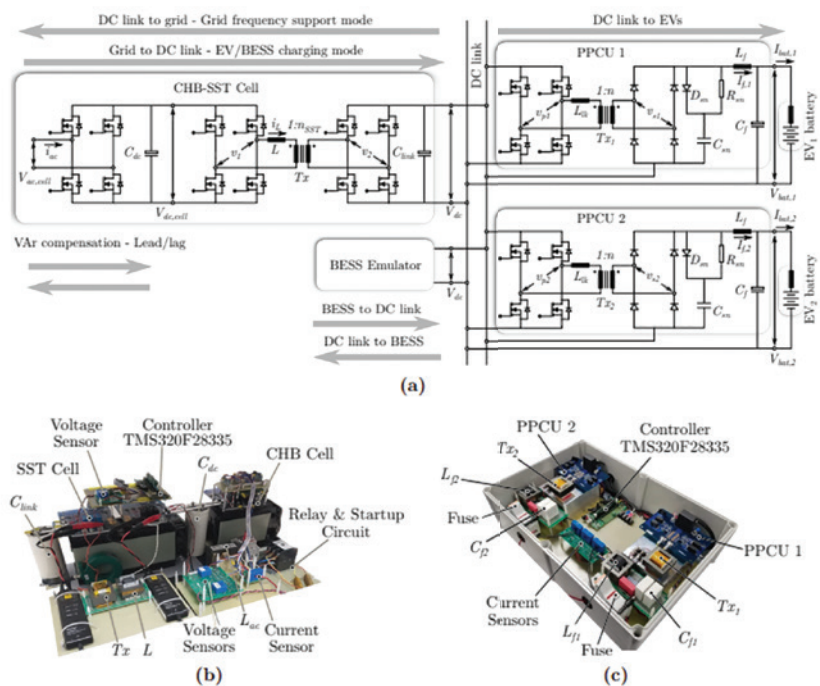 DC link to grid - Grid frequency support mode
DC link to EVs
Grid to DC link - EV/BESS charging mode
CHB-SST Cell
DC link
PPCU 1
L_f
I_bat,1
i_ac
V_ac,cell
C_dc
V_dc,cell
v_1
i_L
L
1:n_SST
Tx
v_2
C_link
V_dc
v_p1
L_lk
1:n
Tx_1
v_s1
D_sn
R_sn
C_sn
I_f,1
C_f
V_bat,1
EV_1 battery
VAr compensation - Lead/lag
BESS Emulator
V_dc
BESS to DC link
DC link to BESS
PPCU 2
L_f
I_bat,2
v_p2
L_lk
1:n
Tx_2
v_s2
D_sn
R_sn
C_sn
I_f,2
C_f
V_bat,2
EV_2 battery
(a)
Voltage
Sensor
Controller
TMS320F28335
SST Cell
C_link
C_dc
CHB Cell
Relay & Startup
Circuit
Tx
L
Voltage
Sensors
L_ac
Current
Sensor
(b)
PPCU 2
Controller
TMS320F28335
Tx_2
L_f2
Fuse
C_f2
PPCU 1
Current
Sensors
L_f1
Fuse
C_f1
Tx_1
(c)